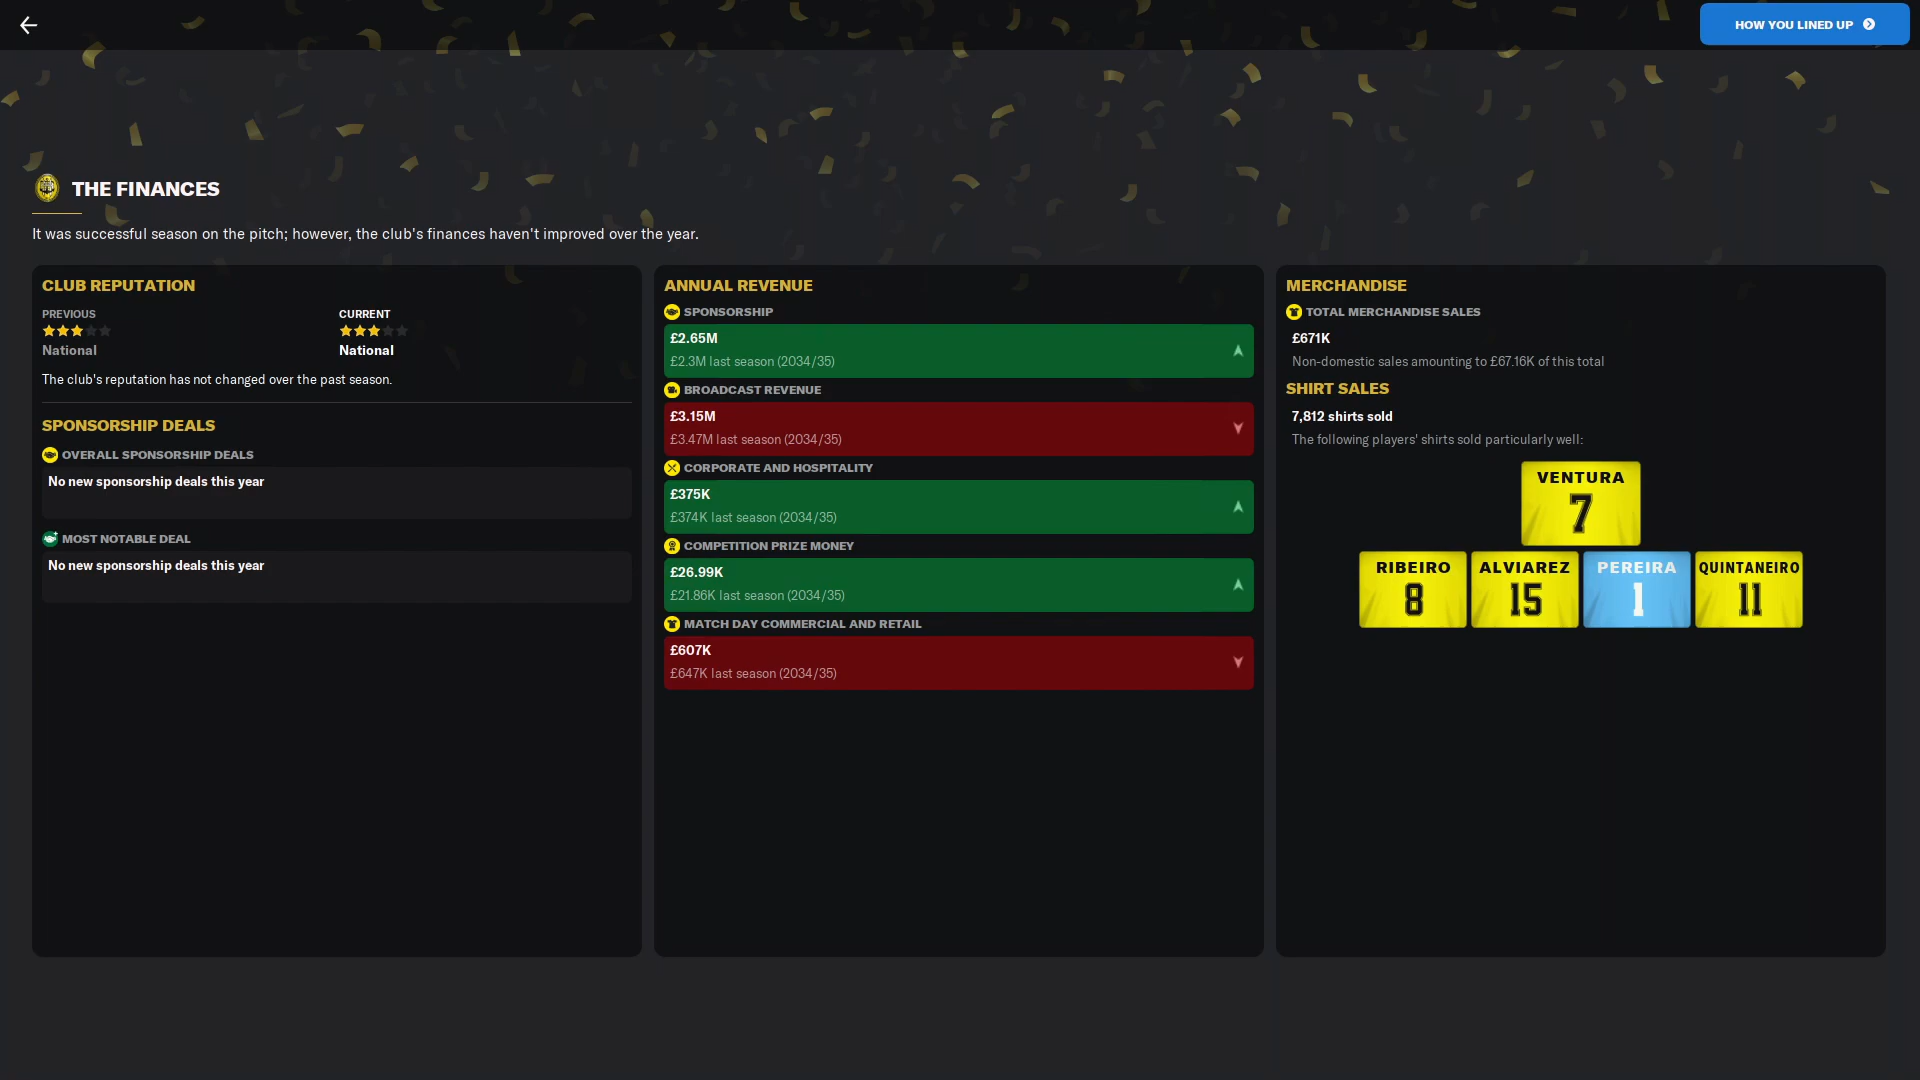 HOW YOU LINED UP
THE FINANCES
It was successful season on the pitch; however, the club's finances haven't improved over the year.
CLUB REPUTATION
PREVIOUS
CURRENT
National
National
The club's reputation has not changed over the past season.
SPONSORSHIP DEALS
OVERALL SPONSORSHIP DEALS
No new sponsorship deals this year
MOST NOTABLE DEAL
No new sponsorship deals this year
ANNUAL REVENUE
SPONSORSHIP
£2.65M
£2.3M last season (2034/35)
BROADCAST REVENUE
£3.15M
£3.47M last season (2034/35)
CORPORATE AND HOSPITALITY
£375K
£374K last season (2034/35)
COMPETITION PRIZE MONEY
£26.99K
£21.86K last season (2034/35)
MATCH DAY COMMERCIAL AND RETAIL
£607K
£647K last season (2034/35)
MERCHANDISE
TOTAL MERCHANDISE SALES
£671K
Non-domestic sales amounting to £67.16K of this total
SHIRT SALES
7,812 shirts sold
The following players' shirts sold particularly well:
VENTURA
7
RIBEIRO
8
ALVIAREZ
15
PEREIRA
1
QUINTANEIRO
11